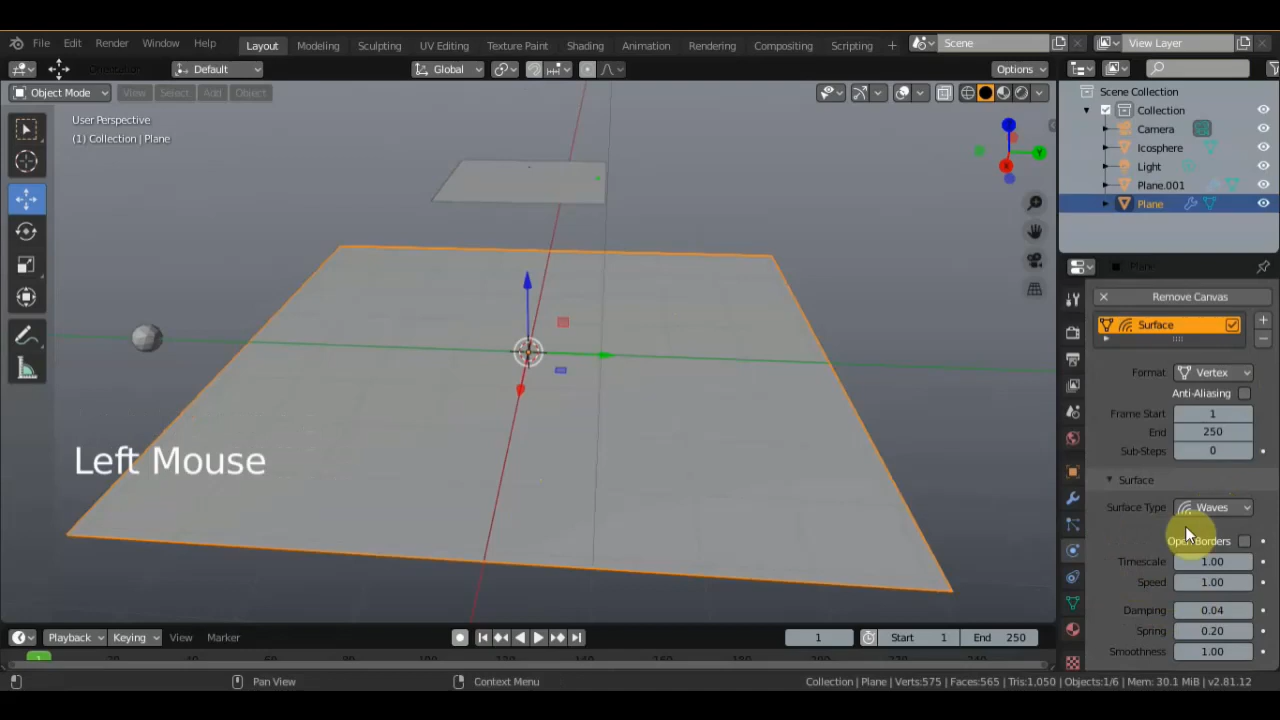 File Edit Render Window Help Layout Modeling Sculpting UV Editing Texture Paint Shading Animation Rendering Compositing Scripting + Scene View Layer
Default Global Options
Object Mode View Select Add Object
User Perspective
(1) Collection | Plane
Left Mouse
Scene Collection
Collection
Camera
Icosphere
Light
Plane.001
Plane
Plane
Remove Canvas
Surface
Format Vertex
Anti-Aliasing
Frame Start 1
End 250
Sub-Steps 0
Surface
Surface Type Waves
Open Borders
Timescale 1.00
Speed 1.00
Damping 0.04
Spring 0.20
Smoothness 1.00
Playback Keying View Marker 1 Start 1 End 250
1
Pan View Context Menu Collection | Plane | Verts:575 | Faces:565 | Tris:1,050 | Objects:1/6 | Mem: 30.1 MiB | v2.81.12